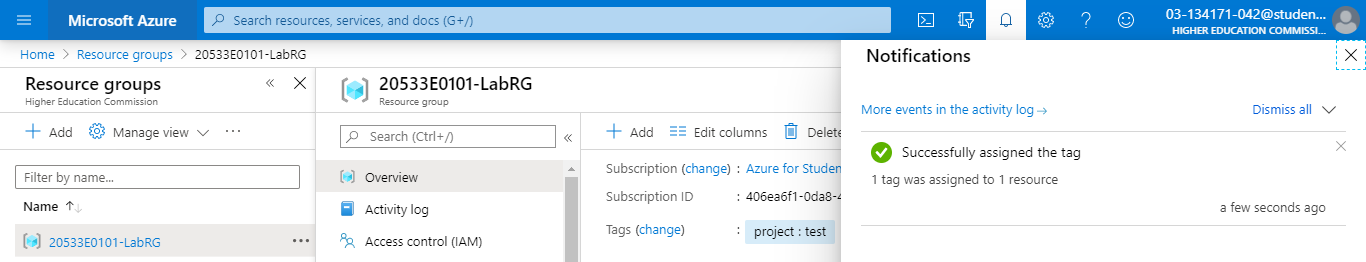 Microsoft Azure
Search resources, services, and docs (G+/)
03-134171-042@studen...
HIGHER EDUCATION COMMISSI...
Home > Resource groups > 20533E0101-LabRG
Resource groups
Higher Education Commission
Add
Manage view
Filter by name...
Name
20533E0101-LabRG
20533E0101-LabRG
Resource group
Search (Ctrl+/)
Overview
Activity log
Access control (IAM)
Add
Edit columns
Delete
Subscription (change) : Azure for Studen
Subscription ID : 406ea6f1-0da8-4
Tags (change) : project : test
Notifications
More events in the activity log→
Dismiss all
Successfully assigned the tag
1 tag was assigned to 1 resource
a few seconds ago